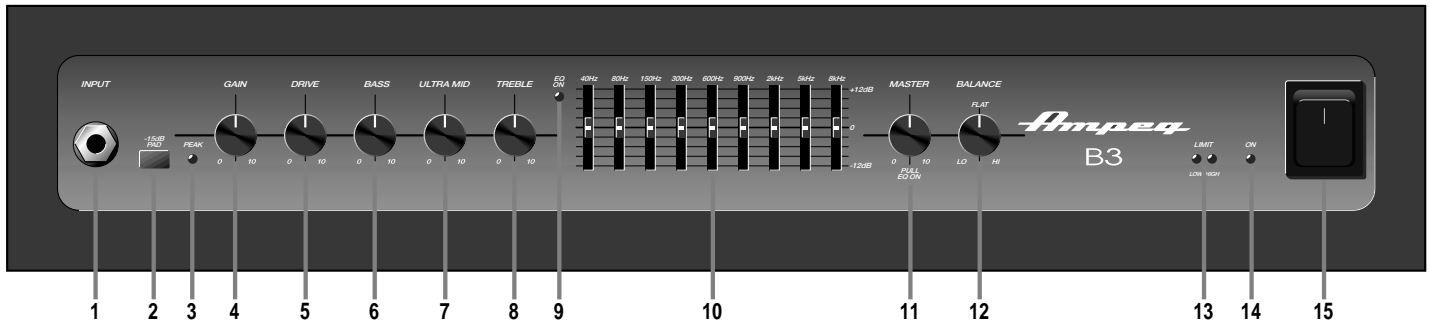 INPUT
-15dB
PAD
PEAK
GAIN
0 10
DRIVE
0 10
BASS
0 10
ULTRA MID
0 10
TREBLE
0 10
EQ
ON
40Hz 80Hz 150Hz 300Hz 600Hz 900Hz 2kHz 5kHz 8kHz
+12dB
0
-12dB
MASTER
0 10
PULL
EQ ON
BALANCE
FLAT
LO HI
Ampeg
B3
LIMIT
LOW HIGH
ON
1 2 3 4 5 6 7 8 9 10 11 12 13 14 15